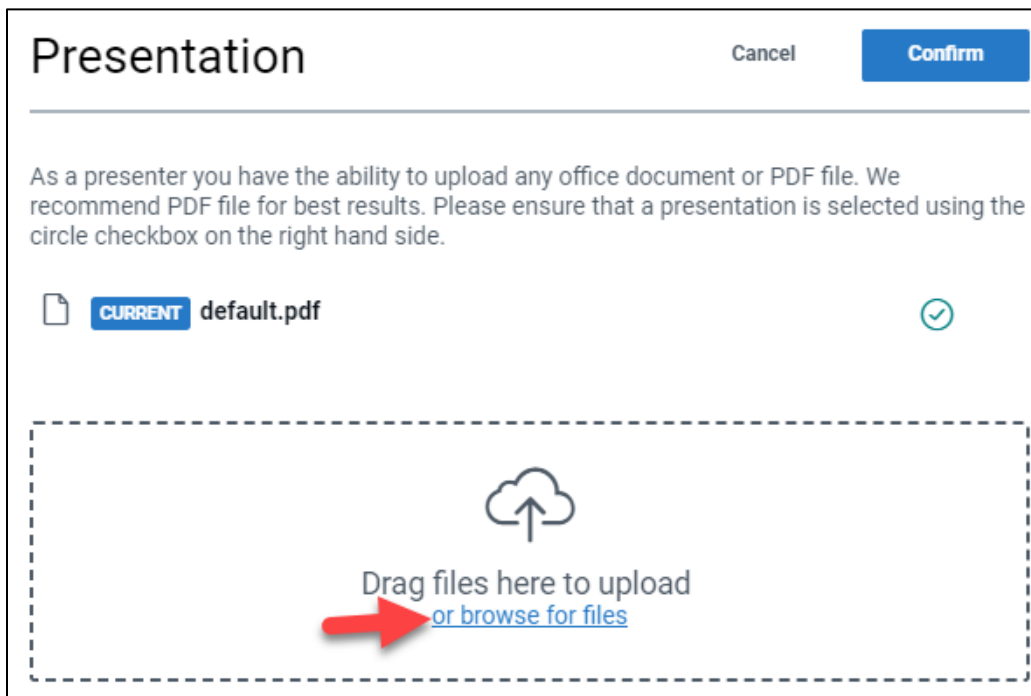 Presentation
Cancel
Confirm
As a presenter you have the ability to upload any office document or PDF file. We
recommend PDF file for best results. Please ensure that a presentation is selected using the
circle checkbox on the right hand side.
CURRENT default.pdf
Drag files here to upload
or browse for files